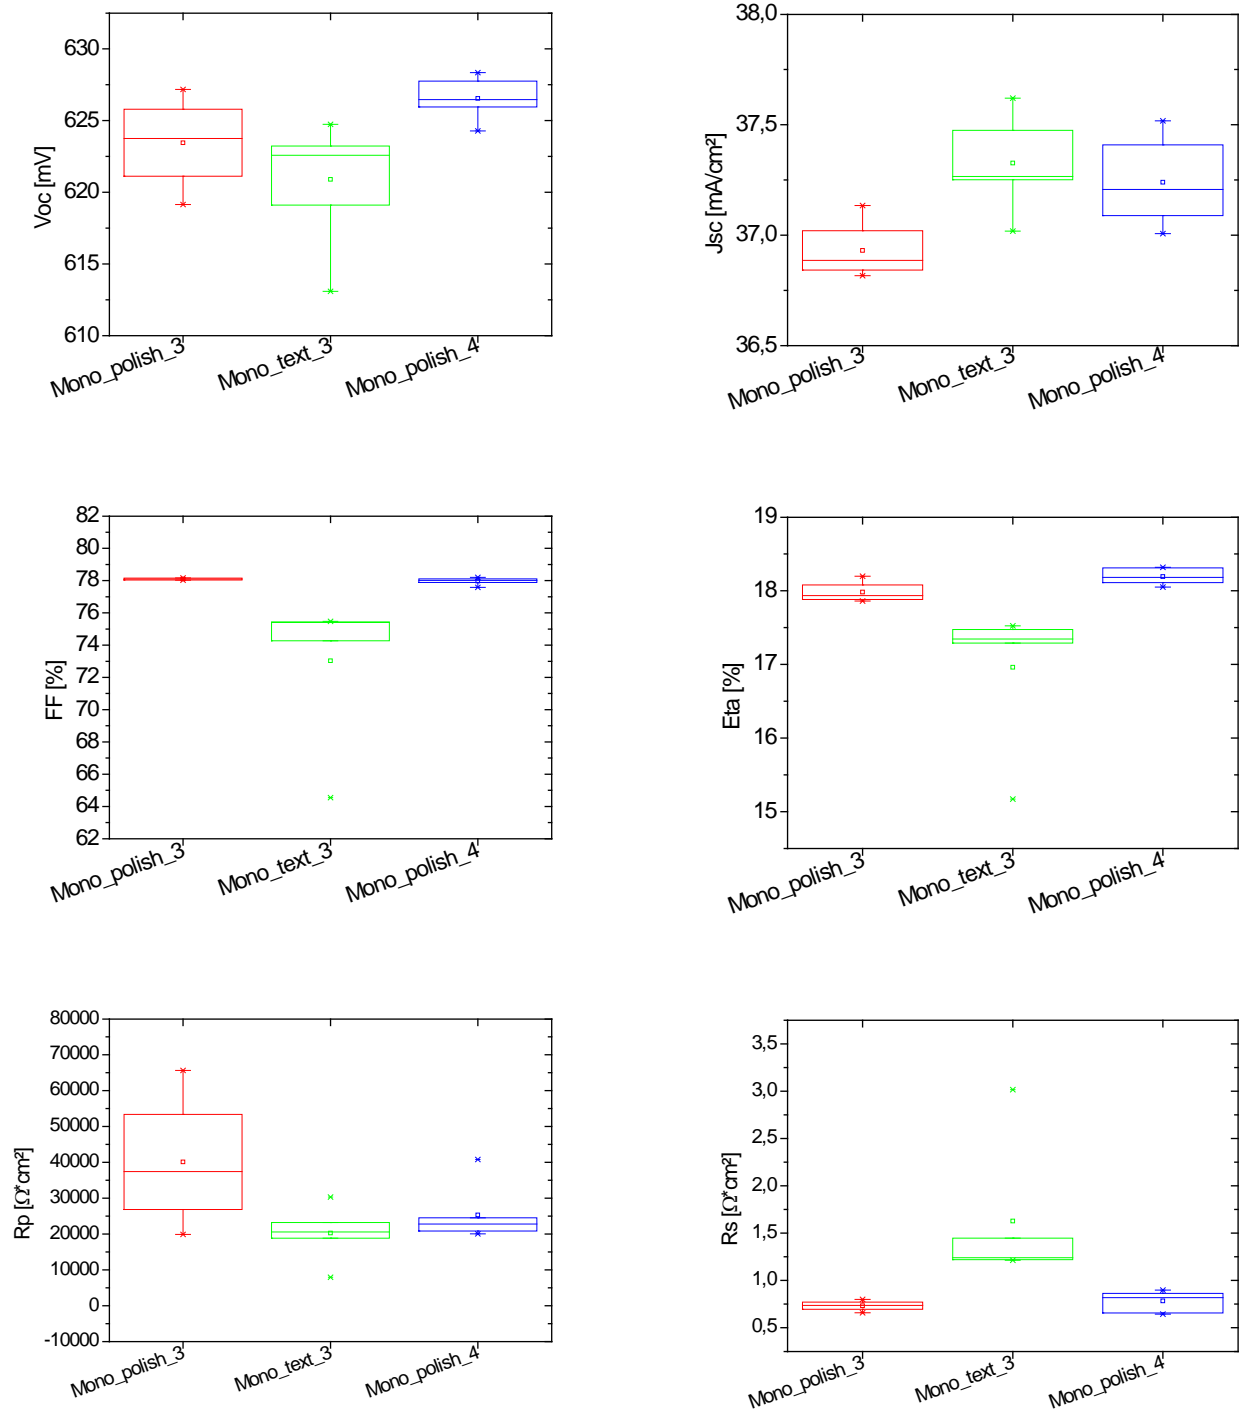 630
625
620
615
610
Voc [mV]
Mono_polish_3
Mono_text_3
Mono_polish_4
38,0
37,5
37,0
36,5
Jsc [mA/cm²]
Mono_polish_3
Mono_text_3
Mono_polish_4
82
80
78
76
74
72
70
68
66
64
62
FF [%]
Mono_polish_3
Mono_text_3
Mono_polish_4
19
18
17
16
15
Eta [%]
Mono_polish_3
Mono_text_3
Mono_polish_4
80000
70000
60000
50000
40000
30000
20000
10000
0
-10000
Rp [Ω*cm²]
Mono_polish_3
Mono_text_3
Mono_polish_4
3,5
3,0
2,5
2,0
1,5
1,0
0,5
Rs [Ω*cm²]
Mono_polish_3
Mono_text_3
Mono_polish_4